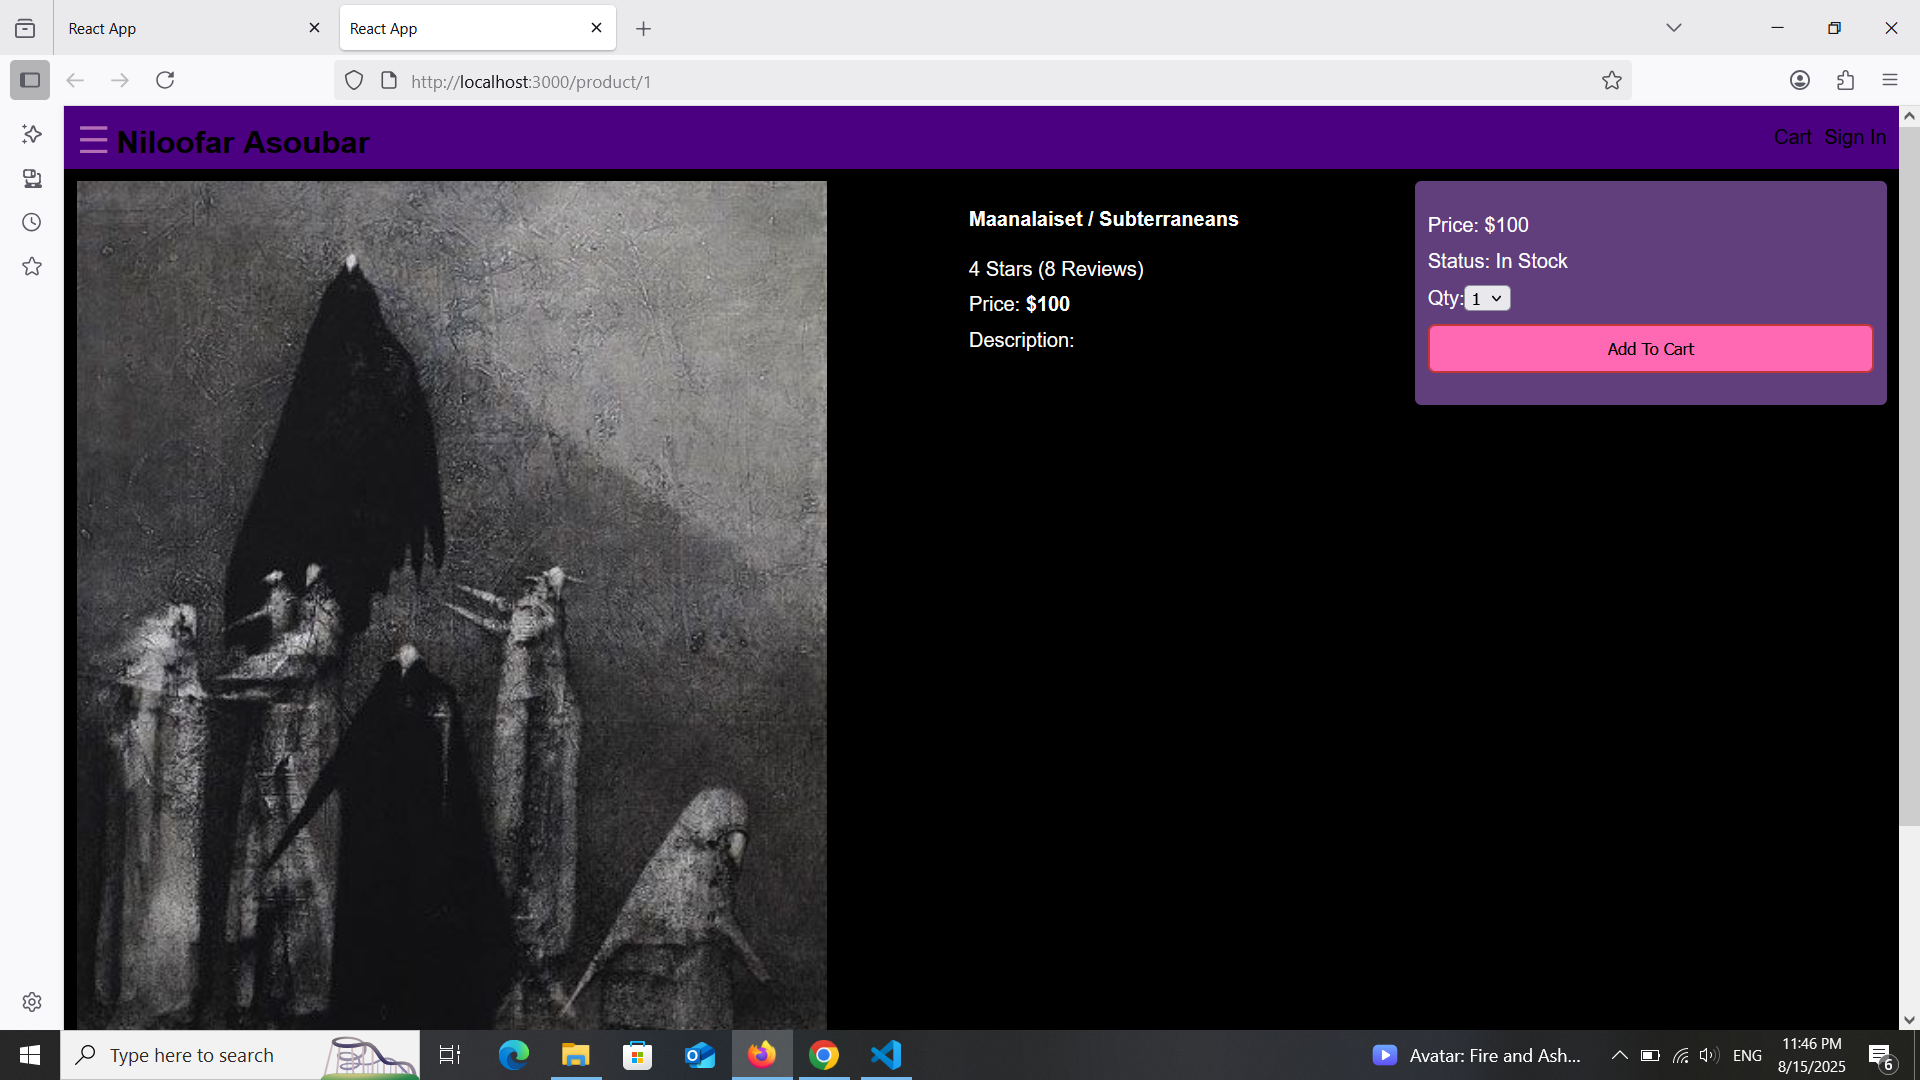 React App
React App
http://localhost:3000/product/1
☰ Niloofar Asoubar
Cart Sign In
Maanalaiset / Subterraneans
4 Stars (8 Reviews)
Price: $100
Description:
Price: $100
Status: In Stock
Qty: 1
Add To Cart
Type here to search
Avatar: Fire and Ash...
ENG
11:46 PM
8/15/2025
6